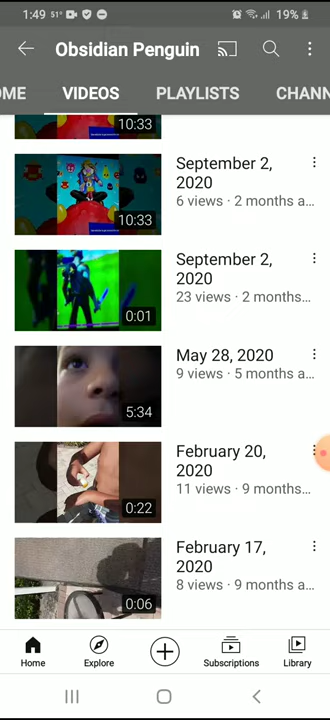 1:49 51° 19%
Obsidian Penguin
OME VIDEOS PLAYLISTS CHANN
10:33
September 2,
2020
6 views · 2 months a...
10:33
September 2,
2020
23 views · 2 months...
0:01
May 28, 2020
9 views · 5 months a...
5:34
February 20,
2020
11 views · 9 months...
0:22
February 17,
2020
8 views · 9 months a...
0:06
Home Explore Subscriptions Library